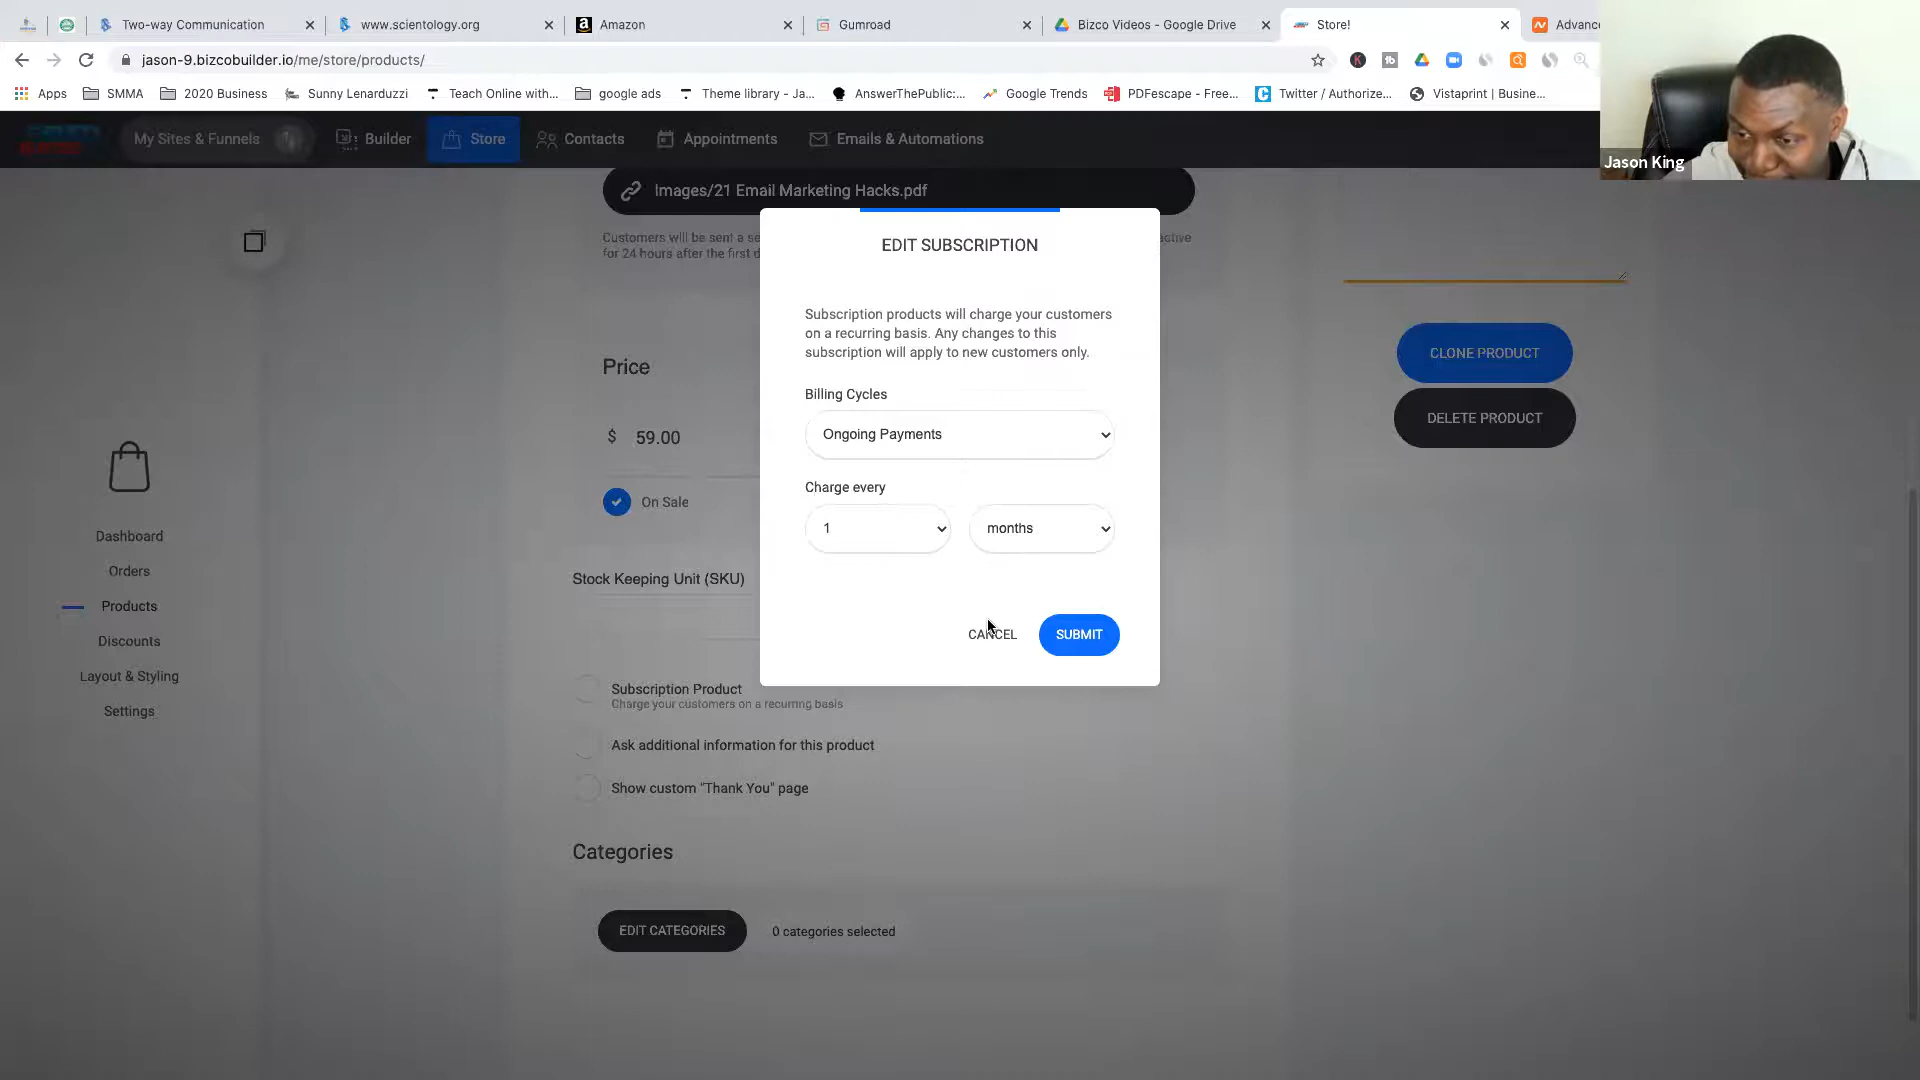 Two-way Communication
www.scientology.org
Amazon
Gumroad
Bizco Videos - Google Drive
Store!
Advanc
jason-9.bizcobuilder.io/me/store/products/
Apps
SMMA
2020 Business
Sunny Lenarduzzi
Teach Online with...
google ads
Theme library - Ja...
AnswerThePublic:...
Google Trends
PDFescape - Free...
Twitter / Authorize...
Vistaprint | Busine...
My Sites & Funnels
Builder
Store
Contacts
Appointments
Emails & Automations
Jason King
Images/21 Email Marketing Hacks.pdf
Customers will be sent a se
active
for 24 hours after the first d
EDIT SUBSCRIPTION
Subscription products will charge your customers
on a recurring basis. Any changes to this
subscription will apply to new customers only.
Billing Cycles
Ongoing Payments
Charge every
1
months
CANCEL
SUBMIT
Price
$ 59.00
On Sale
Stock Keeping Unit (SKU)
Subscription Product
Charge your customers on a recurring basis
Ask additional information for this product
Show custom "Thank You" page
Categories
EDIT CATEGORIES
0 categories selected
CLONE PRODUCT
DELETE PRODUCT
Dashboard
Orders
Products
Discounts
Layout & Styling
Settings